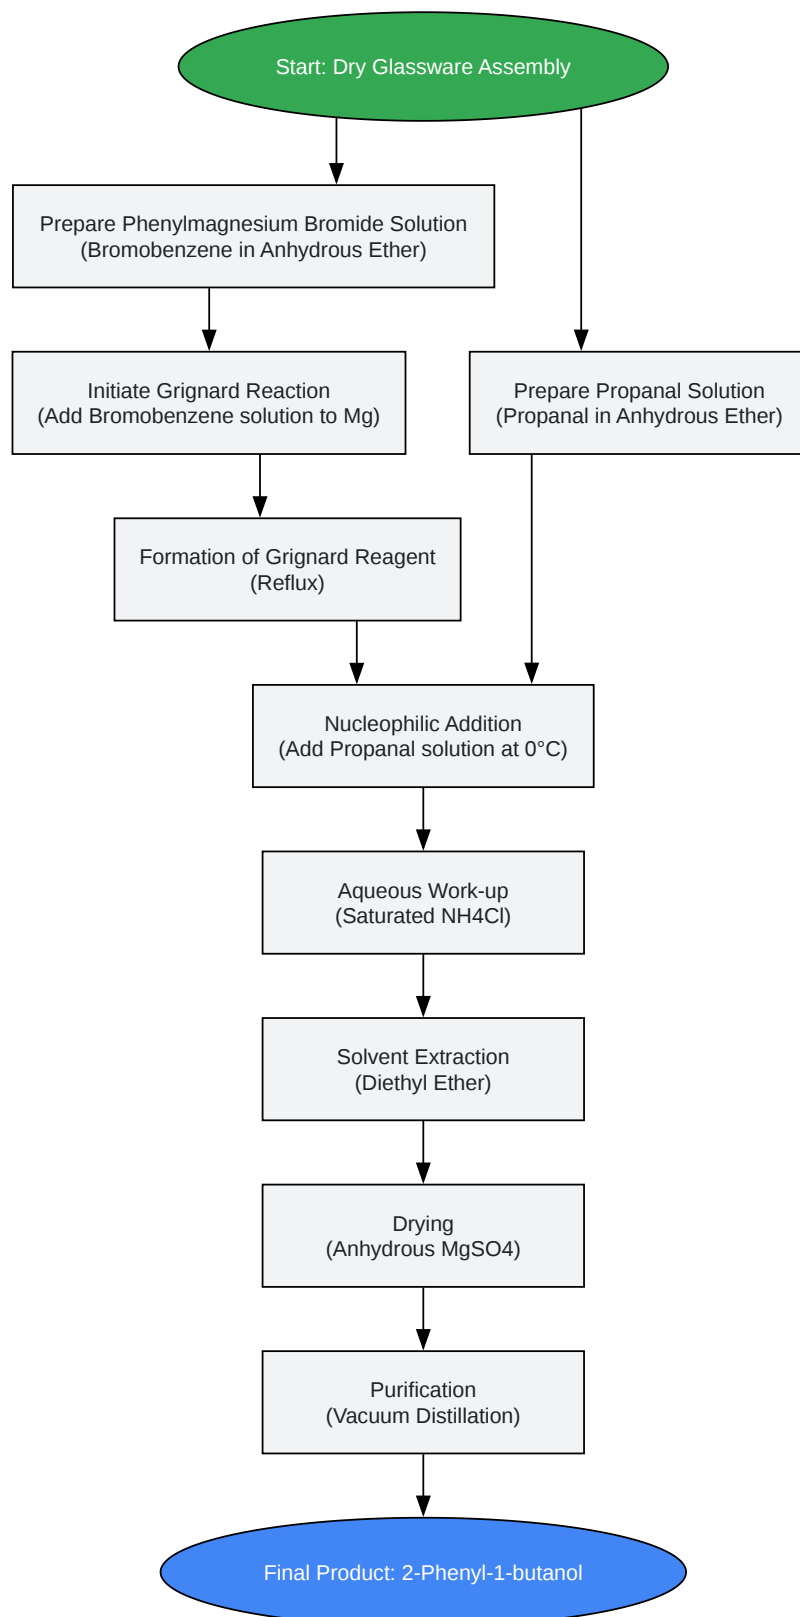 Start: Dry Glassware Assembly
Prepare Phenylmagnesium Bromide Solution
(Bromobenzene in Anhydrous Ether)
Initiate Grignard Reaction
(Add Bromobenzene solution to Mg)
Prepare Propanal Solution
(Propanal in Anhydrous Ether)
Formation of Grignard Reagent
(Reflux)
Nucleophilic Addition
(Add Propanal solution at 0°C)
Aqueous Work-up
(Saturated NH4Cl)
Solvent Extraction
(Diethyl Ether)
Drying
(Anhydrous MgSO4)
Purification
(Vacuum Distillation)
Final Product: 2-Phenyl-1-butanol